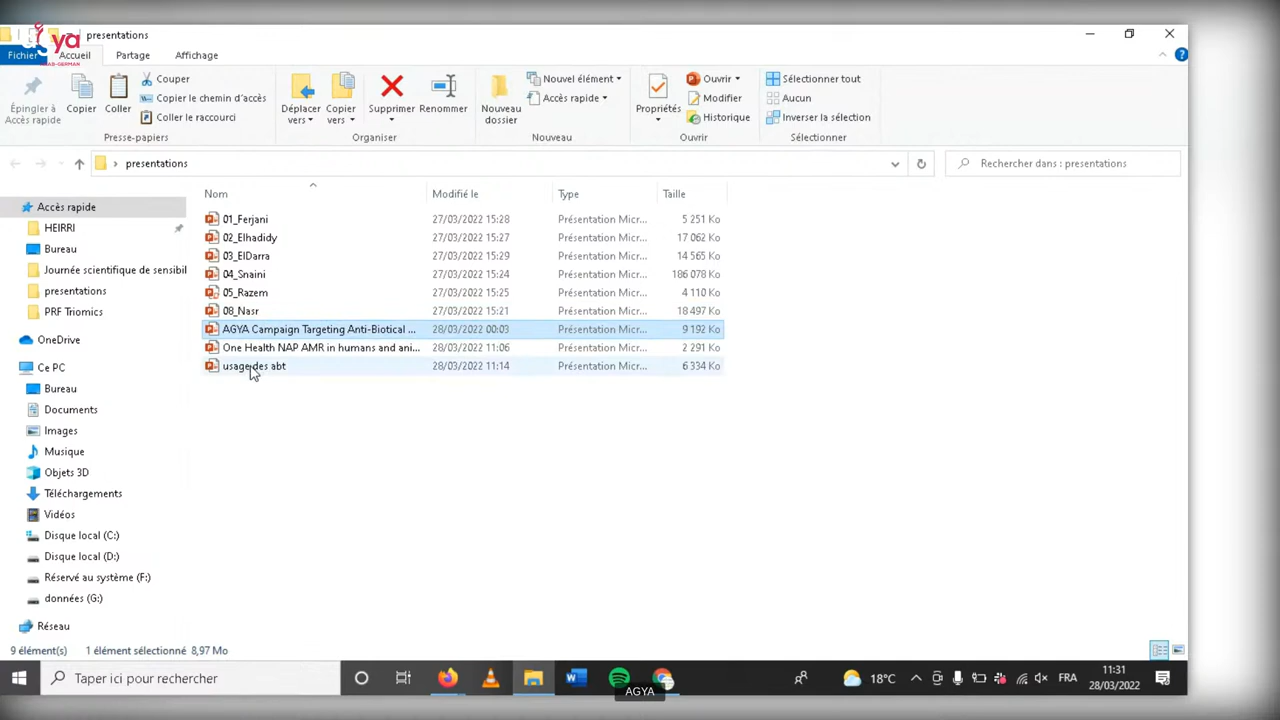 agya
ARAB-GERMAN
presentations
Fichier Accueil Partage Affichage
Épingler à Accès rapide
Copier
Coller
Couper
Copier le chemin d'accès
Coller le raccourci
Presse-papiers
Déplacer vers
Copier vers
Supprimer
Renommer
Organiser
Nouveau dossier
Nouvel élément
Accès rapide
Nouveau
Propriétés
Ouvrir
Modifier
Historique
Ouvrir
Sélectionner tout
Aucun
Inverser la sélection
Sélectionner
presentations
Rechercher dans : presentations
Nom Modifié le Type Taille
01_Ferjani 27/03/2022 15:28 Présentation Micr... 5 251 Ko
02_Elhadidy 27/03/2022 15:27 Présentation Micr... 17 062 Ko
03_ElDarra 27/03/2022 15:29 Présentation Micr... 14 565 Ko
04_Snaini 27/03/2022 15:24 Présentation Micr... 186 078 Ko
05_Razem 27/03/2022 15:25 Présentation Micr... 4 110 Ko
08_Nasr 27/03/2022 15:21 Présentation Micr... 18 497 Ko
AGYA Campaign Targeting Anti-Biotical ... 28/03/2022 00:03 Présentation Micr... 9 192 Ko
One Health NAP AMR in humans and ani... 28/03/2022 11:06 Présentation Micr... 2 291 Ko
usage des abt 28/03/2022 11:14 Présentation Micr... 6 334 Ko
Accès rapide
HEIRRI
Bureau
Journée scientifique de sensibil
presentations
PRF Triomics
OneDrive
Ce PC
Bureau
Documents
Images
Musique
Objets 3D
Téléchargements
Vidéos
Disque local (C:)
Disque local (D:)
Réservé au système (F:)
données (G:)
Réseau
9 élément(s) 1 élément sélectionné 8,97 Mo
Taper ici pour rechercher
18°C
FRA
11:31
28/03/2022
AGYA